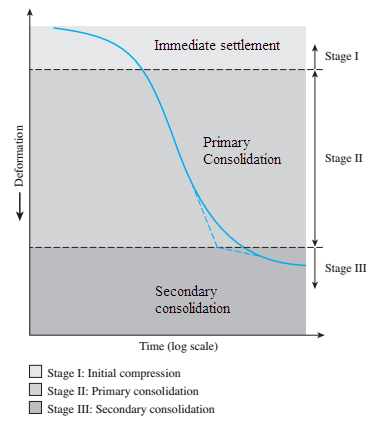 Immediate settlement
Stage I
Primary
Consolidation
Stage II
Deformation
Stage III
Secondary
consolidation
Time (log scale)
Stage I: Initial compression
Stage II: Primary consolidation
Stage III: Secondary consolidation